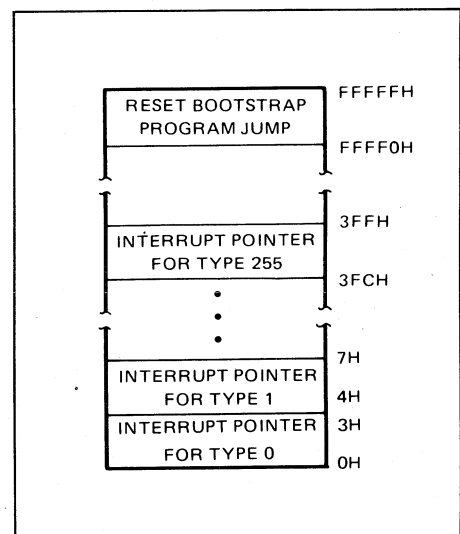 RESET BOOTSTRAP
PROGRAM JUMP
FFFFFH
FFFF0H
3FFH
INTERRUPT POINTER
FOR TYPE 255
3FCH
7H
INTERRUPT POINTER
FOR TYPE 1
4H
INTERRUPT POINTER
FOR TYPE 0
3H
0H